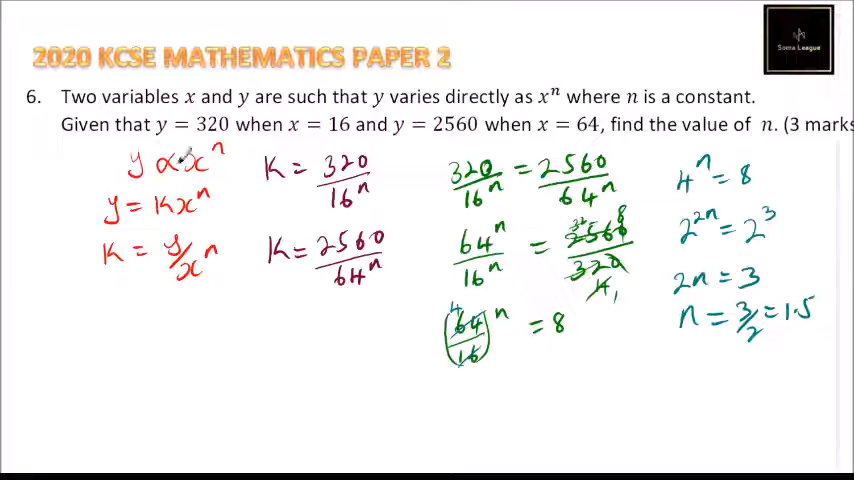 Soma League
2020 KCSE MATHEMATICS PAPER 2
6. Two variables x and y are such that y varies directly as xⁿ where n is a constant.
Given that y = 320 when x = 16 and y = 2560 when x = 64, find the value of n. (3 marks
y ∝ xⁿ
y = Kxⁿ
K = y/xⁿ
K = 320/16ⁿ
K = 2560/64ⁿ
320/16ⁿ = 2560/64ⁿ
64ⁿ/16ⁿ = 2560/320
(64/16)ⁿ = 8
4ⁿ = 8
2²ⁿ = 2³
2n = 3
n = 3/2 = 1.5